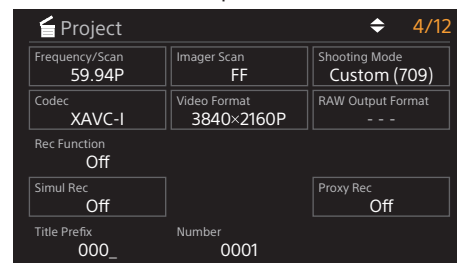 Project 4/12
Frequency/Scan Imager Scan Shooting Mode
59.94P FF Custom (709)
Codec Video Format RAW Output Format
XAVC-I 3840×2160P - - -
Rec Function
Off
Simul Rec Proxy Rec
Off Off
Title Prefix Number
000_ 0001